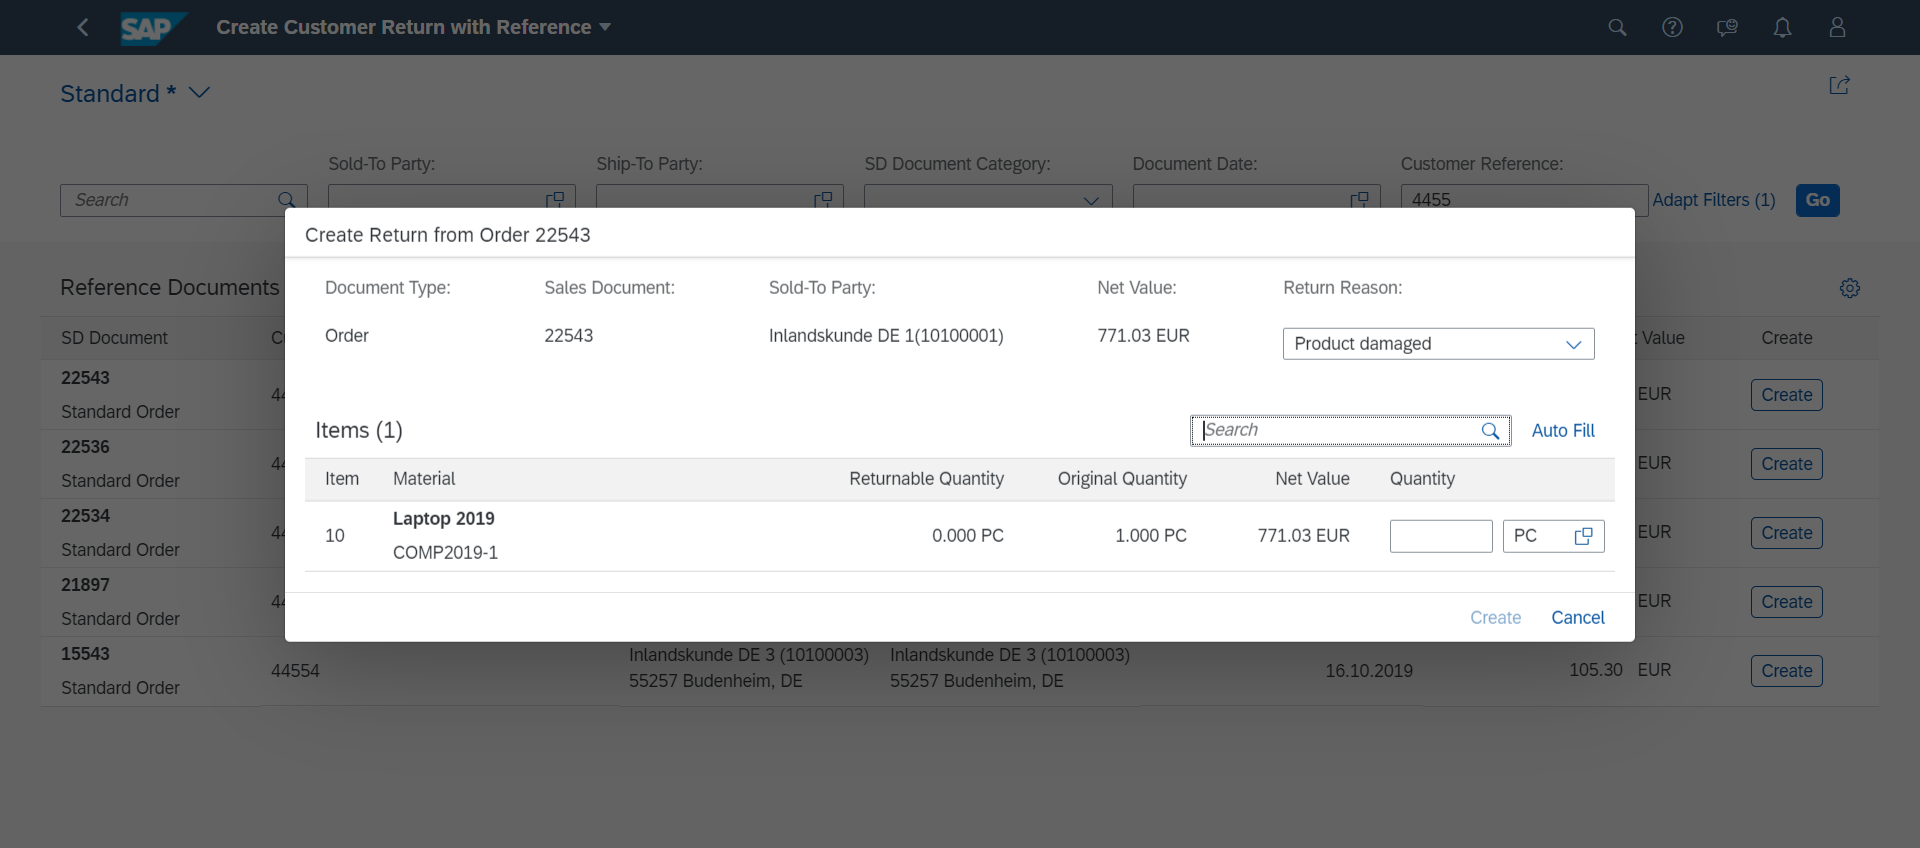 SAP Create Customer Return with Reference
Standard *
Sold-To Party: Ship-To Party: SD Document Category: Document Date: Customer Reference:
Search 4455 Adapt Filters (1) Go
Create Return from Order 22543
Document Type: Sales Document: Sold-To Party: Net Value: Return Reason:
Order 22543 Inlandskunde DE 1(10100001) 771.03 EUR Product damaged
Items (1) Search Auto Fill
Item Material Returnable Quantity Original Quantity Net Value Quantity
10 Laptop 2019 0.000 PC 1.000 PC 771.03 EUR PC
COMP2019-1
Create Cancel
Reference Documents
SD Document Value Create
22543
Standard Order EUR Create
22536
Standard Order EUR Create
22534
Standard Order EUR Create
21897
Standard Order EUR Create
15543 Inlandskunde DE 3 (10100003) Inlandskunde DE 3 (10100003)
44554 16.10.2019 105.30 EUR Create
Standard Order 55257 Budenheim, DE 55257 Budenheim, DE